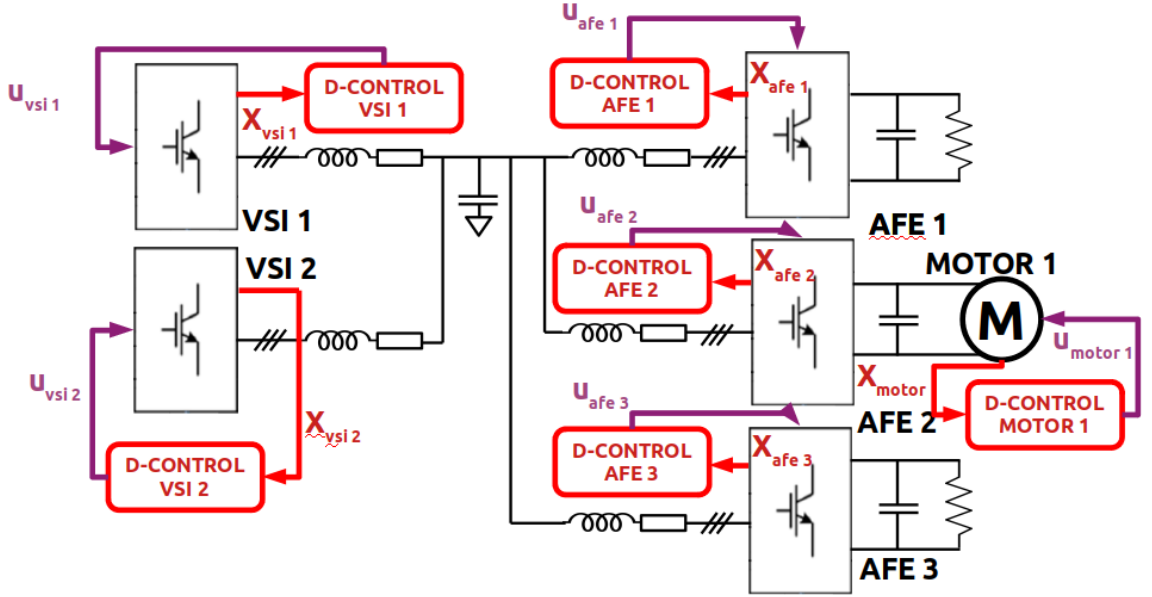 u afe 1
D-CONTROL
VSI 1
u vsi 1
X vsi 1
VSI 1
D-CONTROL
AFE 1
X afe 1
AFE 1
VSI 2
u vsi 2
X vsi 2
D-CONTROL
VSI 2
u afe 2
D-CONTROL
AFE 2
X afe 2
MOTOR 1
M
u motor 1
X motor
AFE 2
D-CONTROL
MOTOR 1
u afe 3
D-CONTROL
AFE 3
X afe 3
AFE 3